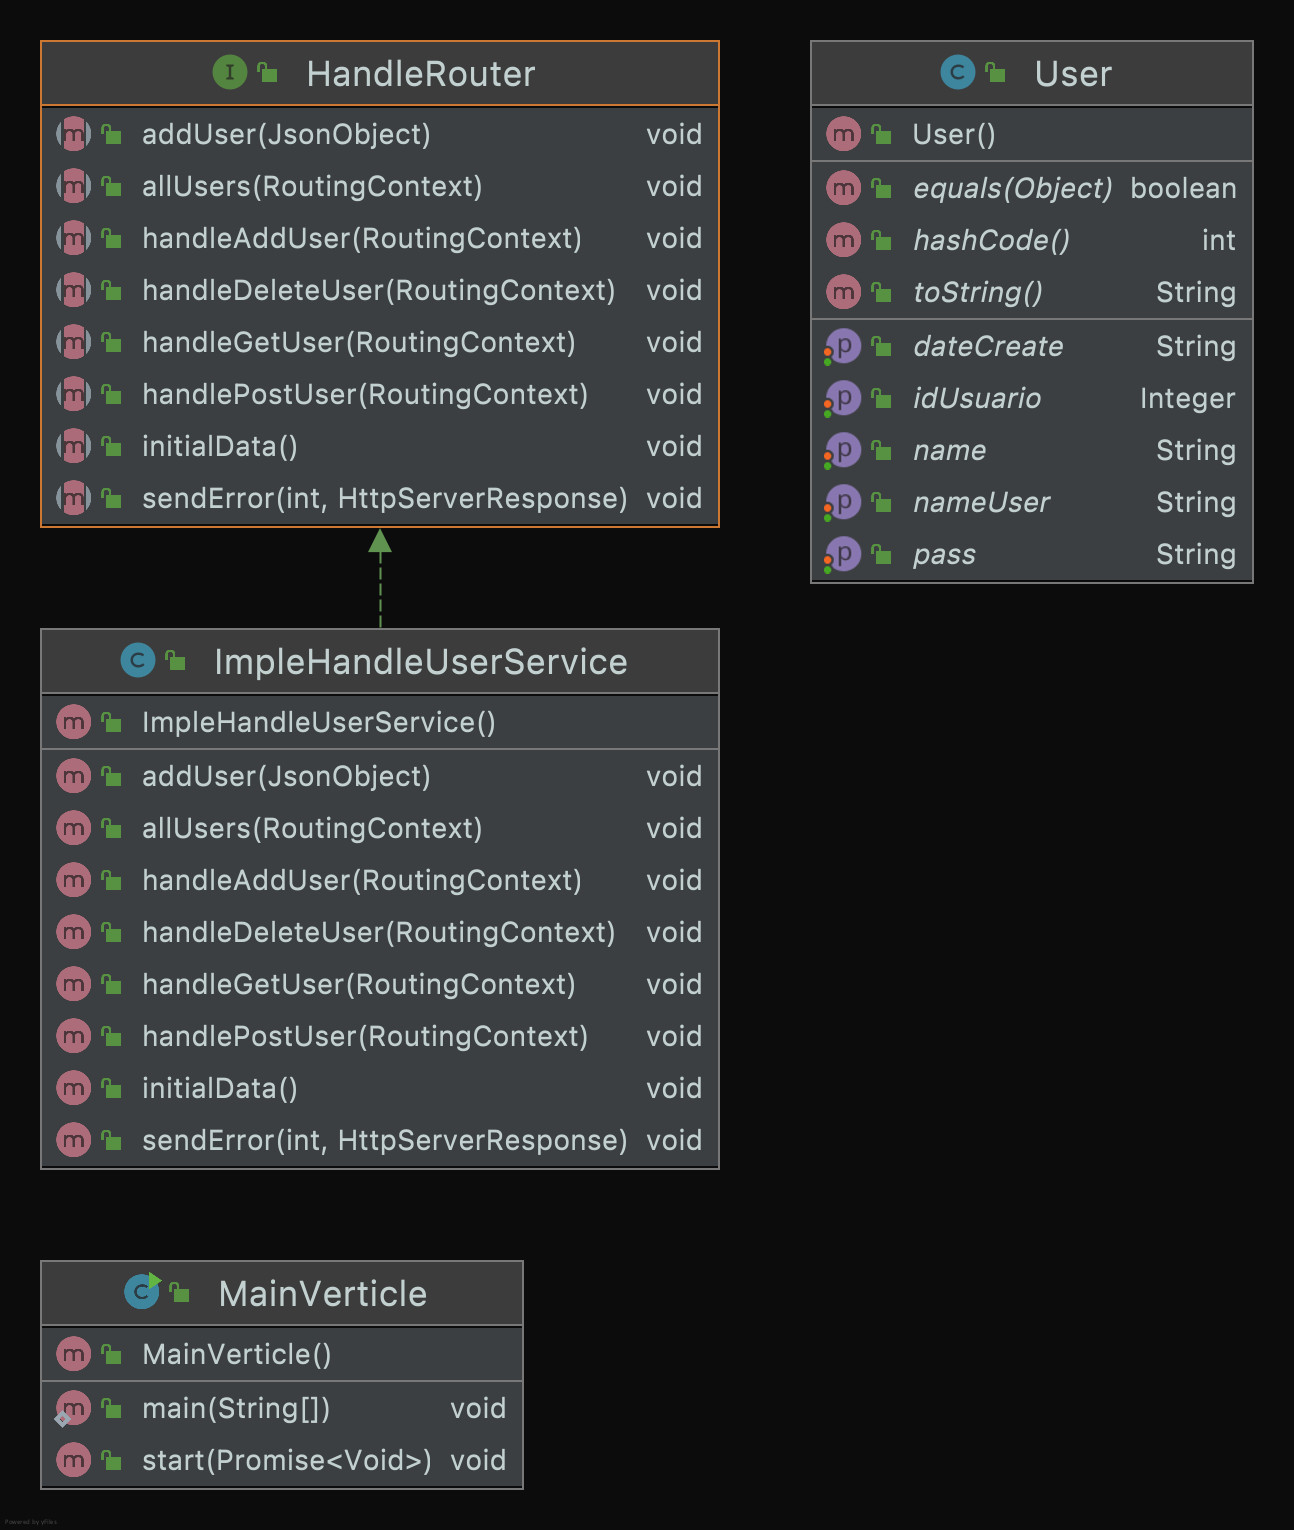 HandleRouter
addUser(JsonObject) void
allUsers(RoutingContext) void
handleAddUser(RoutingContext) void
handleDeleteUser(RoutingContext) void
handleGetUser(RoutingContext) void
handlePostUser(RoutingContext) void
initialData() void
sendError(int, HttpServerResponse) void
User
User()
equals(Object) boolean
hashCode() int
toString() String
dateCreate String
idUsuario Integer
name String
nameUser String
pass String
ImpleHandleUserService
ImpleHandleUserService()
addUser(JsonObject) void
allUsers(RoutingContext) void
handleAddUser(RoutingContext) void
handleDeleteUser(RoutingContext) void
handleGetUser(RoutingContext) void
handlePostUser(RoutingContext) void
initialData() void
sendError(int, HttpServerResponse) void
MainVerticle
MainVerticle()
main(String[]) void
start(Promise<Void>) void
Powered by yFiles